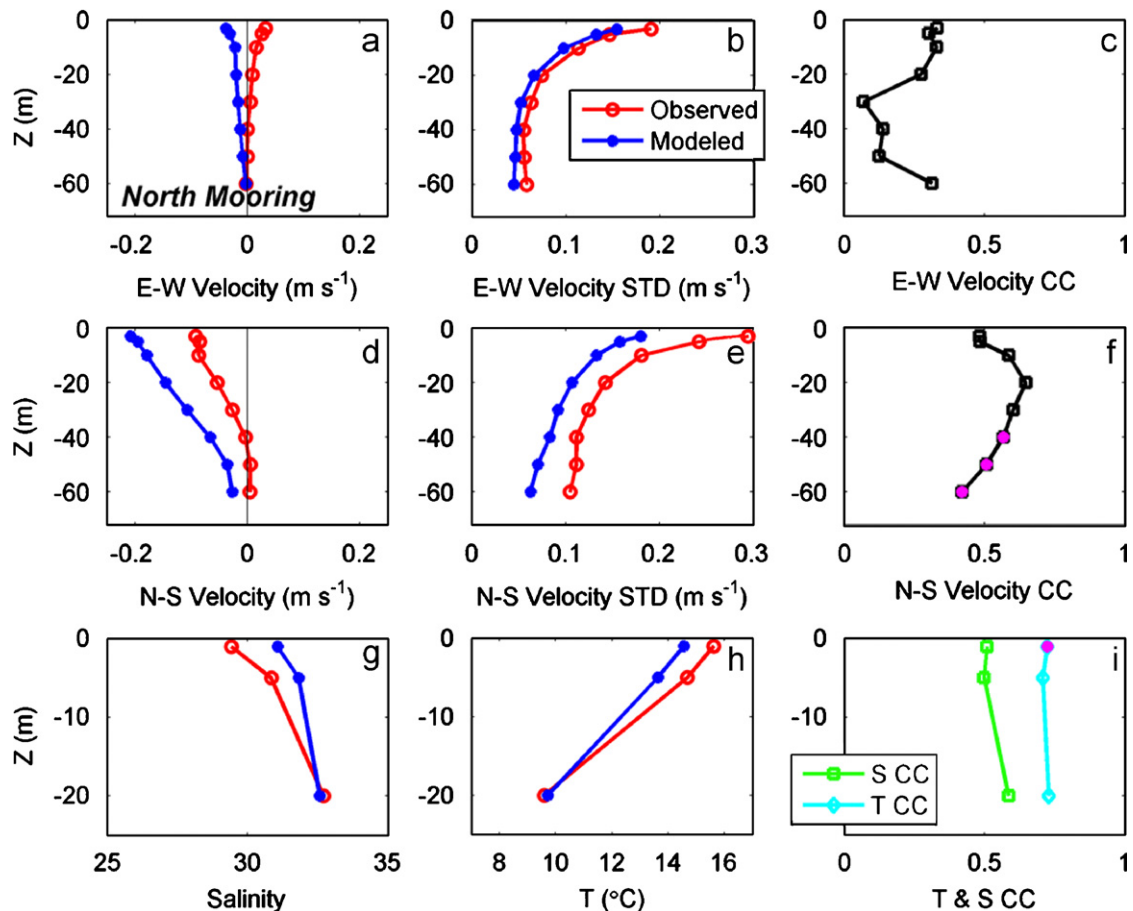 0
-20
-40
-60
Z (m)
a
North Mooring
-0.2
0
0.2
E-W Velocity (m s⁻¹)
b
Observed
Modeled
0
0.1
0.2
0.3
E-W Velocity STD (m s⁻¹)
0
-20
-40
-60
c
0
0.5
1
E-W Velocity CC
0
-20
-40
-60
Z (m)
d
-0.2
0
0.2
N-S Velocity (m s⁻¹)
0
-20
-40
-60
e
0
0.1
0.2
0.3
N-S Velocity STD (m s⁻¹)
0
-20
-40
-60
f
0
0.5
1
N-S Velocity CC
0
-10
-20
Z (m)
g
25
30
35
Salinity
0
-10
-20
h
8
10
12
14
16
T (°C)
0
-10
-20
i
S CC
T CC
0
0.5
1
T & S CC